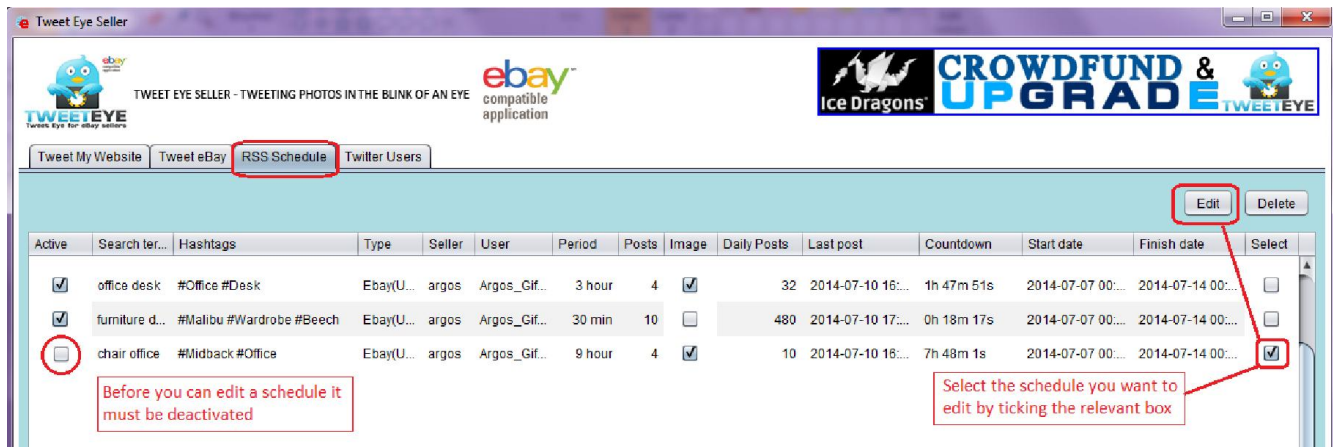 Tweet Eye Seller
ebay
compatible
application
TWEETEYE
Tweet Eye for eBay sellers
TWEET EYE SELLER - TWEETING PHOTOS IN THE BLINK OF AN EYE
ebay™
compatible
application
Ice Dragons
CROWDFUND &
UPGRADE
TWEETEYE
Tweet My Website Tweet eBay RSS Schedule Twitter Users
Edit Delete
Active Search ter... Hashtags Type Seller User Period Posts Image Daily Posts Last post Countdown Start date Finish date Select
office desk #Office #Desk Ebay(U... argos Argos_Gif... 3 hour 4 32 2014-07-10 16:... 1h 47m 51s 2014-07-07 00:... 2014-07-14 00:...
furniture d... #Malibu #Wardrobe #Beech Ebay(U... argos Argos_Gif... 30 min 10 480 2014-07-10 17:... 0h 18m 17s 2014-07-07 00:... 2014-07-14 00:...
chair office #Midback #Office Ebay(U... argos Argos_Gif... 9 hour 4 10 2014-07-10 16:... 7h 48m 1s 2014-07-07 00:... 2014-07-14 00:...
Before you can edit a schedule it
must be deactivated
Select the schedule you want to
edit by ticking the relevant box